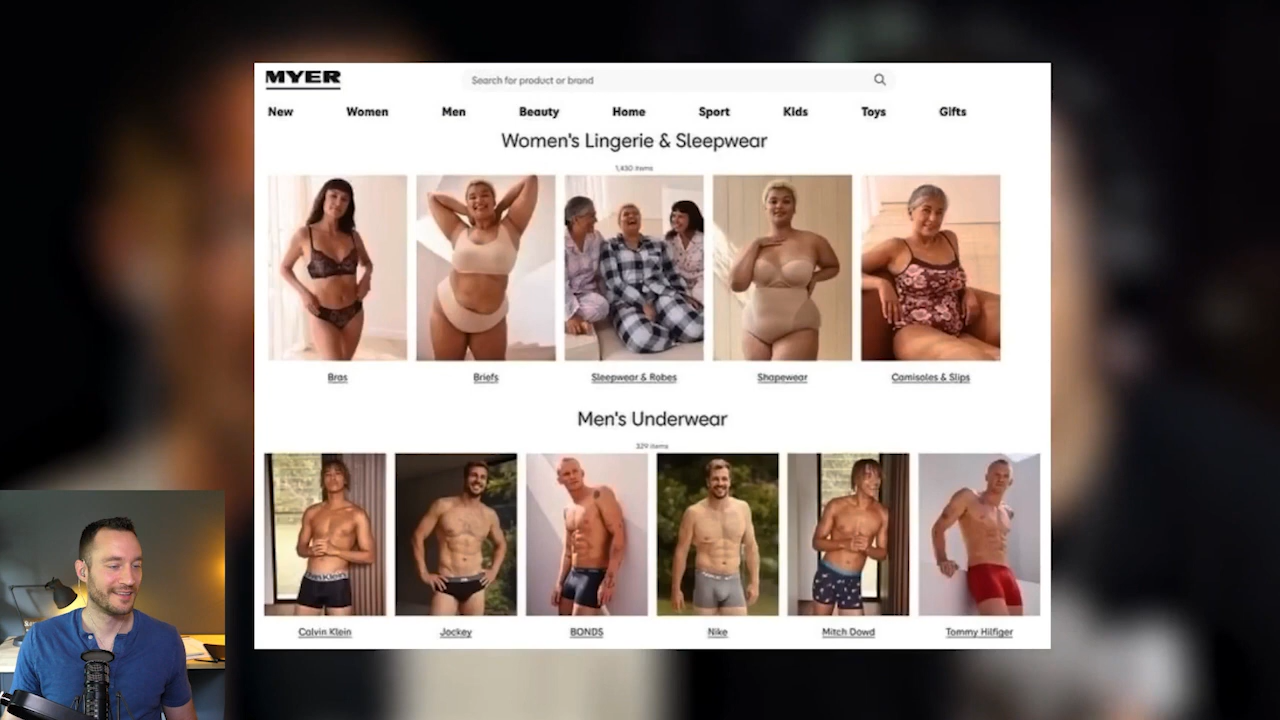 MYER
Search for product or brand
New Women Men Beauty Home Sport Kids Toys Gifts
Women's Lingerie & Sleepwear
1,430 items
Bras Briefs Sleepwear & Robes Shapewear Camisoles & Slips
Men's Underwear
329 items
Calvin Klein
Calvin Klein Jockey BONDS Nike Mitch Dowd Tommy Hilfiger